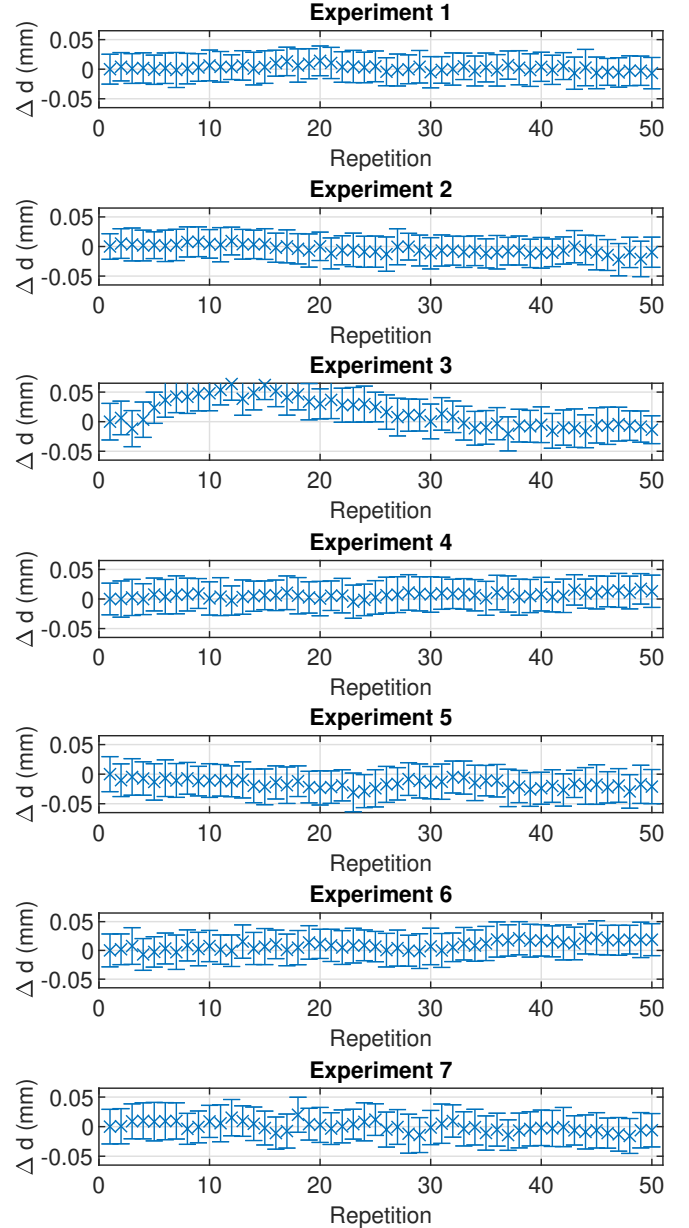 Experiment 1
Δ d (mm)
0.05
0
-0.05
0 10 20 30 40 50
Repetition
Experiment 2
Δ d (mm)
0.05
0
-0.05
0 10 20 30 40 50
Repetition
Experiment 3
Δ d (mm)
0.05
0
-0.05
0 10 20 30 40 50
Repetition
Experiment 4
Δ d (mm)
0.05
0
-0.05
0 10 20 30 40 50
Repetition
Experiment 5
Δ d (mm)
0.05
0
-0.05
0 10 20 30 40 50
Repetition
Experiment 6
Δ d (mm)
0.05
0
-0.05
0 10 20 30 40 50
Repetition
Experiment 7
Δ d (mm)
0.05
0
-0.05
0 10 20 30 40 50
Repetition